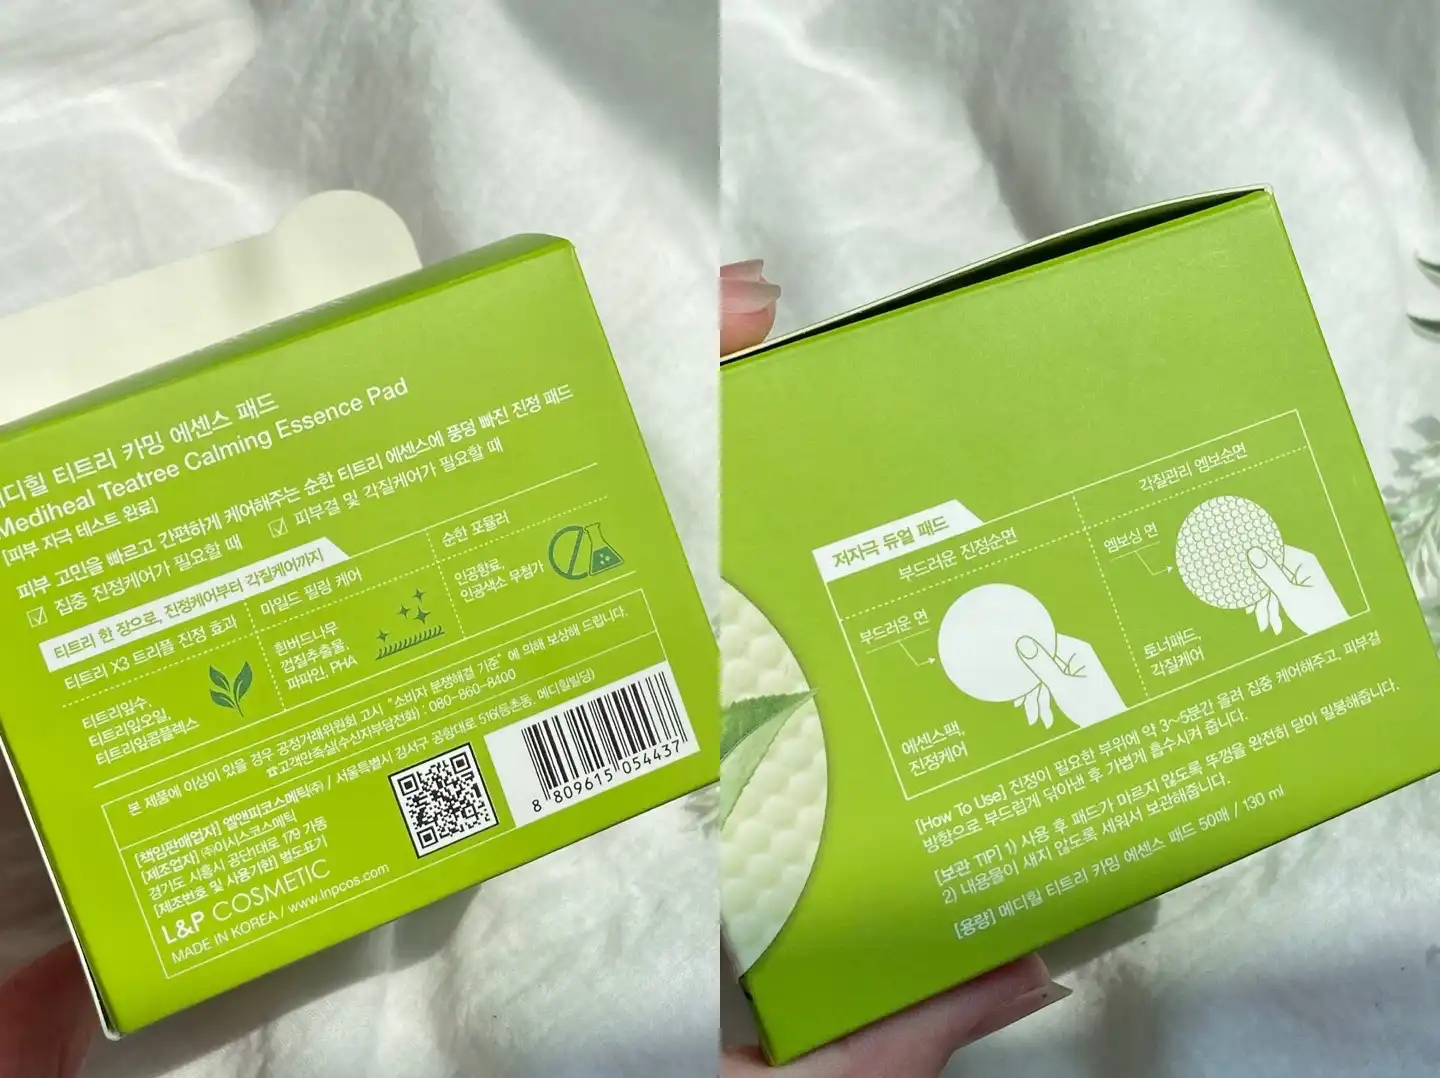 메디힐 티트리 카밍 에센스 패드
Mediheal Teatree Calming Essence Pad
[피부 자극 테스트 완료]
피부 고민을 빠르고 간편하게 케어해주는 순한 티트리 에센스에 풍덩 빠진 진정 패드
집중 진정케어가 필요할 때
피부결 및 각질케어가 필요할 때
티트리 한 장으로, 진정케어부터 각질케어까지
티트리 X3 트리플 진정 효과
티트리잎수,
티트리잎오일,
티트리잎콤플렉스
마일드 필링 케어
흰버드나무
껍질추출물,
파파인, PHA
순한 포뮬러
인공향료,
인공색소 무첨가
본 제품에 이상이 있을 경우 공정거래위원회 고시, "소비자 분쟁해결 기준" 에 의해 보상해 드립니다.
☎고객만족실(수신자부담전화) : 080-860-8400
[책임판매업자] 엘앤피코스메틱㈜ / 서울특별시 강서구 공항대로 516(등촌동, 메디힐빌딩)
[제조업자] ㈜이시스코스메틱
경기도 시흥시 공단1대로 179 가동
[제조번호 및 사용기한] 별도표기
L&P COSMETIC
MADE IN KOREA / www.lnpcos.com
8 809615 054437
저자극 듀얼 패드
부드러운 진정순면
부드러운 면
에센스팩,
진정케어
각질관리 엠보순면
엠보싱 면
토너패드,
각질케어
[How To Use] 진정이 필요한 부위에 약 3~5분간 올려 집중 케어해주고, 피부결
방향으로 부드럽게 닦아낸 후 가볍게 흡수시켜 줍니다.
[보관 TIP] 1) 사용 후 패드가 마르지 않도록 뚜껑을 완전히 닫아 밀봉해줍니다.
2) 내용물이 새지 않도록 세워서 보관해줍니다.
[용량] 메디힐 티트리 카밍 에센스 패드 50매 / 130 ml